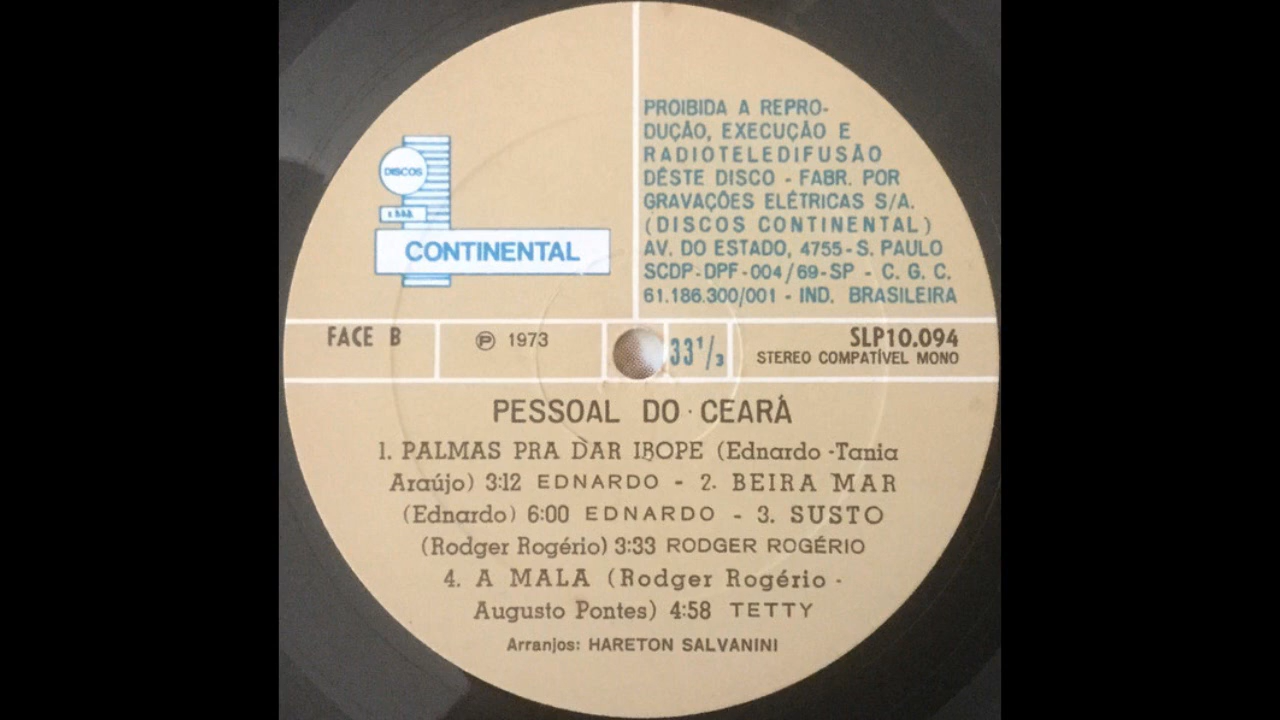 DISCOS
CONTINENTAL
PROIBIDA A REPRO-
DUÇÃO, EXECUÇÃO E
RADIOTELEDIFUSÃO
DÊSTE DISCO - FABR. POR
GRAVAÇÕES ELÉTRICAS S/A.
(DISCOS CONTINENTAL)
AV. DO ESTADO, 4755 - S. PAULO
SCDP-DPF-004/69-SP - C. G. C.
61.186.300/001 - IND. BRASILEIRA
FACE B
℗ 1973
33 1/3
SLP10.094
STEREO COMPATÍVEL MONO
PESSOAL DO CEARÁ
1. PALMAS PRA DAR IBOPE (Ednardo - Tania
Araújo) 3:12 EDNARDO - 2. BEIRA MAR
(Ednardo) 6:00 EDNARDO - 3. SUSTO
(Rodger Rogério) 3:33 RODGER ROGÉRIO
4. A MALA (Rodger Rogério -
Augusto Pontes) 4:58 TETTY
Arranjos: HARETON SALVANINI